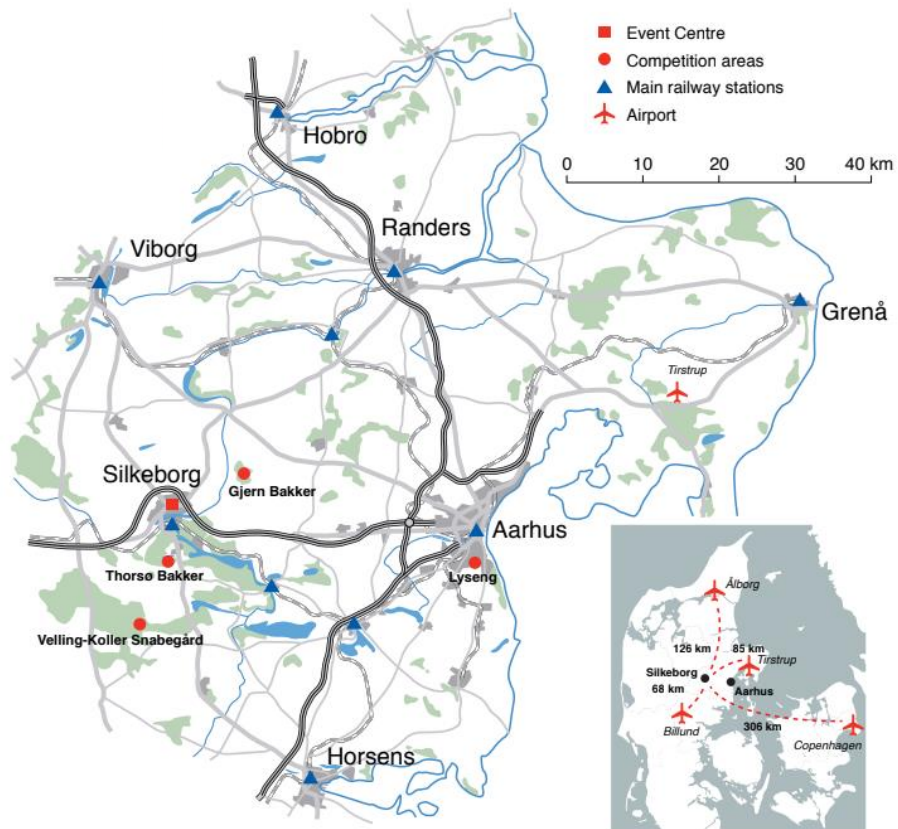 Event Centre
Competition areas
Main railway stations
Airport
0 10 20 30 40 km
Hobro
Randers
Viborg
Grenå
Tirstrup
Silkeborg
Gjern Bakker
Aarhus
Thorsø Bakker
Lyseng
Velling-Koller Snabegård
Horsens
Ålborg
126 km 85 km
Tirstrup
Silkeborg
68 km
Aarhus
Billund
306 km
Copenhagen